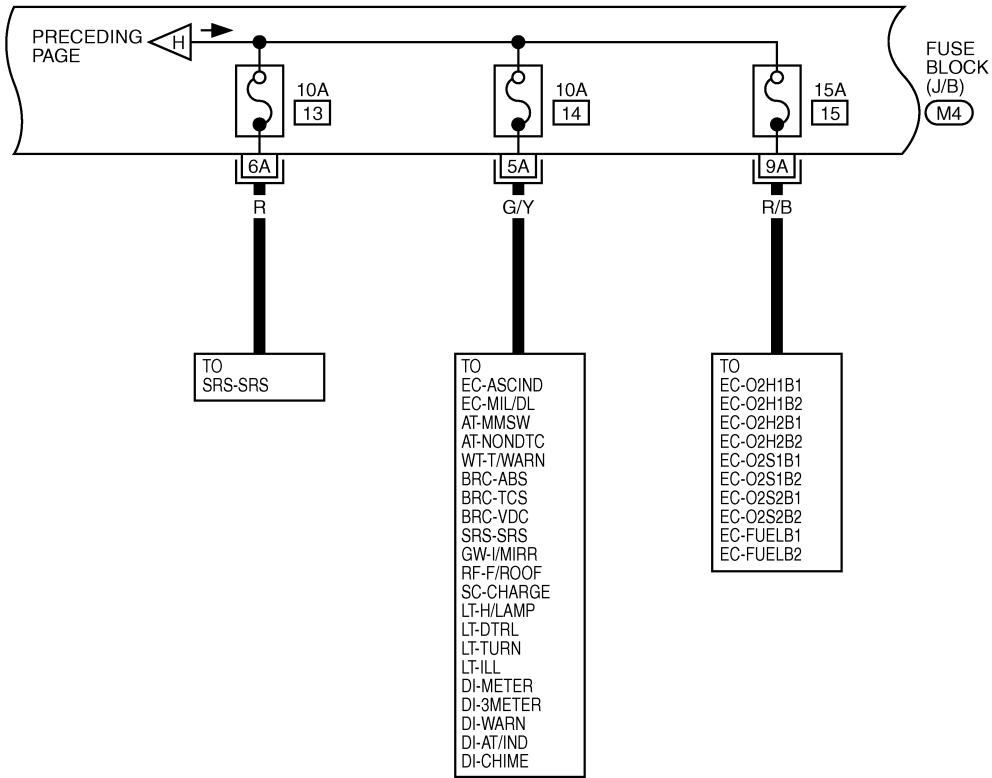 PRECEDING
PAGE
H
10A
13
10A
14
15A
15
FUSE
BLOCK
(J/B)
M4
6A
5A
9A
R
G/Y
R/B
TO
SRS-SRS
TO
EC-ASCIND
EC-MIL/DL
AT-MMSW
AT-NONDTC
WT-T/WARN
BRC-ABS
BRC-TCS
BRC-VDC
SRS-SRS
GW-I/MIRR
RF-F/ROOF
SC-CHARGE
LT-H/LAMP
LT-DTRL
LT-TURN
LT-ILL
DI-METER
DI-3METER
DI-WARN
DI-AT/IND
DI-CHIME
TO
EC-O2H1B1
EC-O2H1B2
EC-O2H2B1
EC-O2H2B2
EC-O2S1B1
EC-O2S1B2
EC-O2S2B1
EC-O2S2B2
EC-FUELB1
EC-FUELB2